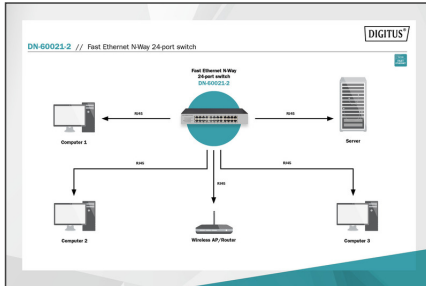 DIGITUS®
DN-60021-2 // Fast Ethernet N-Way 24-port switch
Fast Ethernet N-Way
24-port switch
DN-60021-2
RJ45
RJ45
Computer 1
Server
RJ45
RJ45
RJ45
Computer 2
Wireless AP/Router
Computer 3